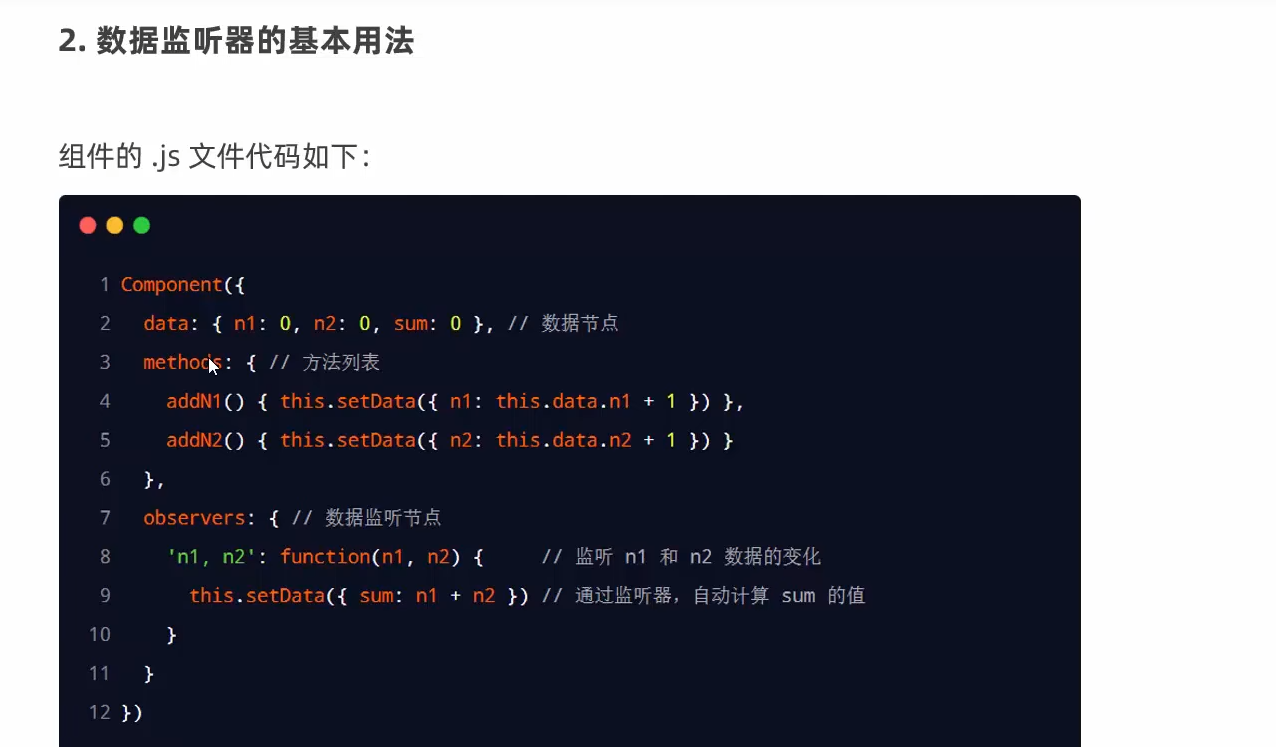 2. 数据监听器的基本用法
组件的 .js 文件代码如下：
1 Component({
2   data: { n1: 0, n2: 0, sum: 0 }, // 数据节点
3   methods: { // 方法列表
4     addN1() { this.setData({ n1: this.data.n1 + 1 }) },
5     addN2() { this.setData({ n2: this.data.n2 + 1 }) }
6   },
7   observers: { // 数据监听节点
8     'n1, n2': function(n1, n2) {     // 监听 n1 和 n2 数据的变化
9       this.setData({ sum: n1 + n2 }) // 通过监听器，自动计算 sum 的值
10     }
11   }
12 })